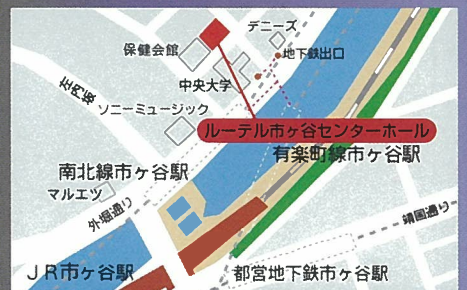 デニーズ
保健会館
地下鉄出口
中央大学
左内坂
ソニーミュージック
ルーテル市ヶ谷センターホール
有楽町線市ヶ谷駅
南北線市ヶ谷駅
マルエツ
外堀通り
靖国通り
JR市ヶ谷駅
都営地下鉄市ヶ谷駅